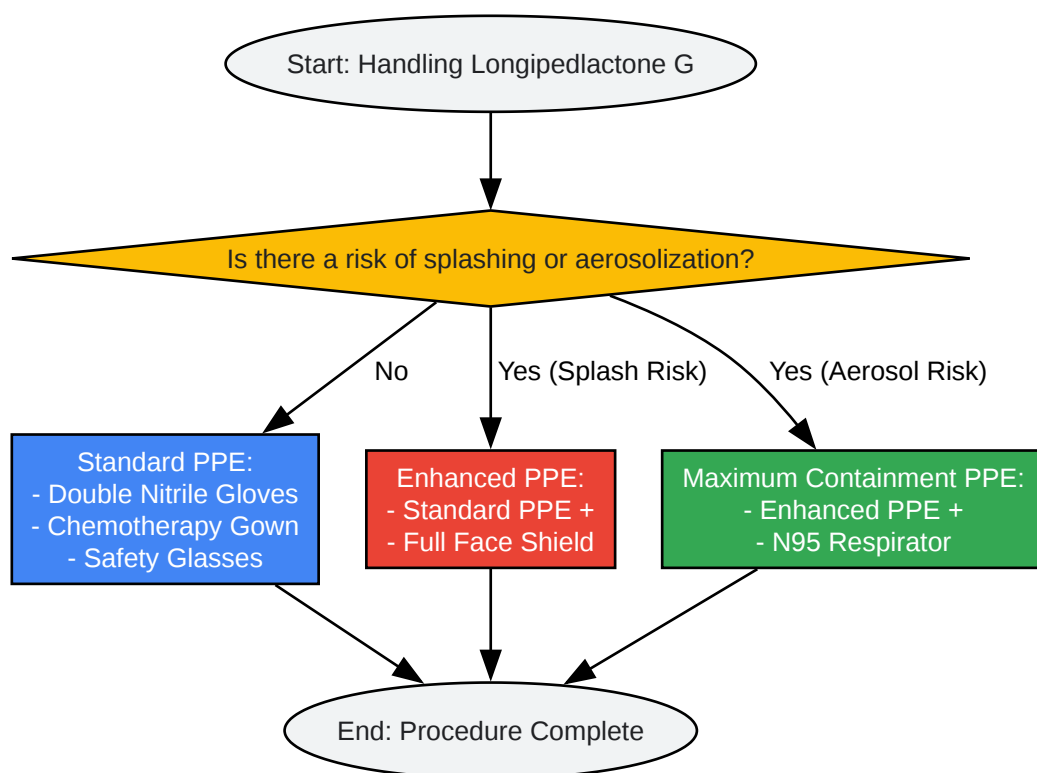 Start: Handling Longipedlactone G
Is there a risk of splashing or aerosolization?
No
Yes (Splash Risk)
Yes (Aerosol Risk)
Standard PPE:
- Double Nitrile Gloves
- Chemotherapy Gown
- Safety Glasses
Enhanced PPE:
- Standard PPE +
- Full Face Shield
Maximum Containment PPE:
- Enhanced PPE +
- N95 Respirator
End: Procedure Complete